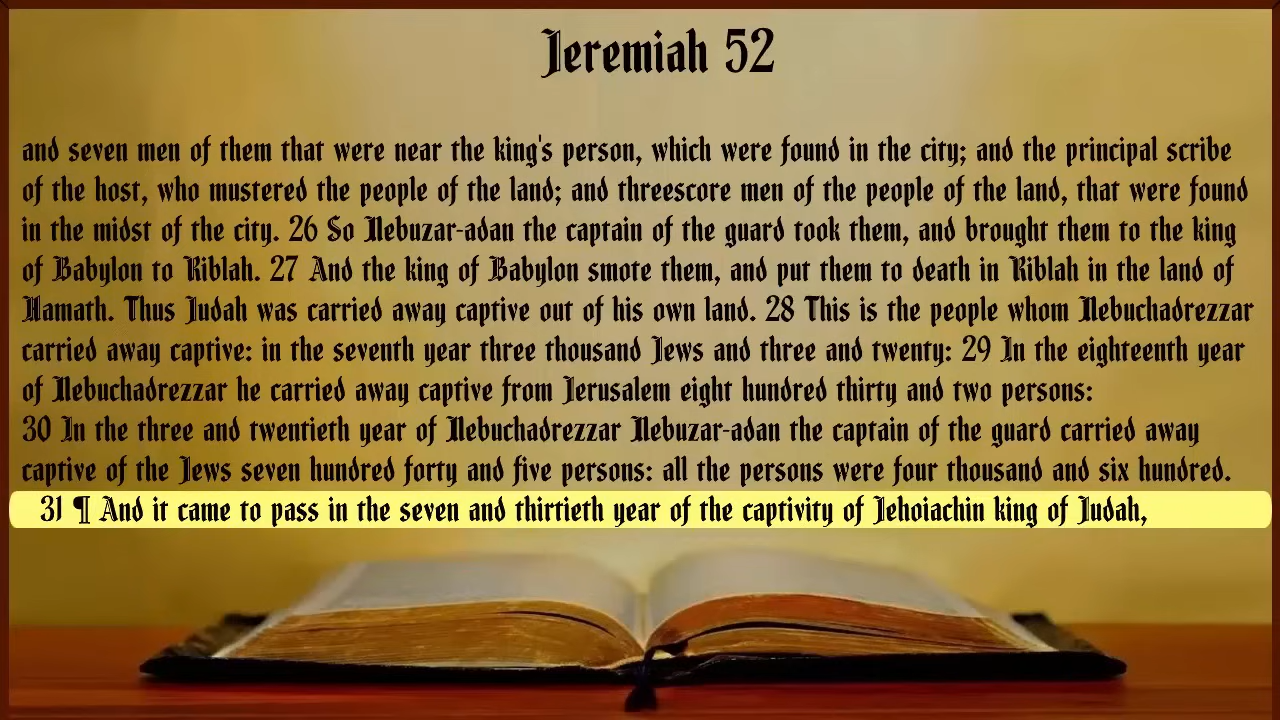 Jeremiah 52
and seven men of them that were near the king's person, which were found in the city; and the principal scribe
of the host, who mustered the people of the land; and threescore men of the people of the land, that were found
in the midst of the city. 26 So Nebuzar-adan the captain of the guard took them, and brought them to the king
of Babylon to Riblah. 27 And the king of Babylon smote them, and put them to death in Riblah in the land of
Hamath. Thus Judah was carried away captive out of his own land. 28 This is the people whom Nebuchadrezzar
carried away captive: in the seventh year three thousand Jews and three and twenty: 29 In the eighteenth year
of Nebuchadrezzar he carried away captive from Jerusalem eight hundred thirty and two persons:
30 In the three and twentieth year of Nebuchadrezzar Nebuzar-adan the captain of the guard carried away
captive of the Jews seven hundred forty and five persons: all the persons were four thousand and six hundred.
31 ¶ And it came to pass in the seven and thirtieth year of the captivity of Jehoiachin king of Judah,